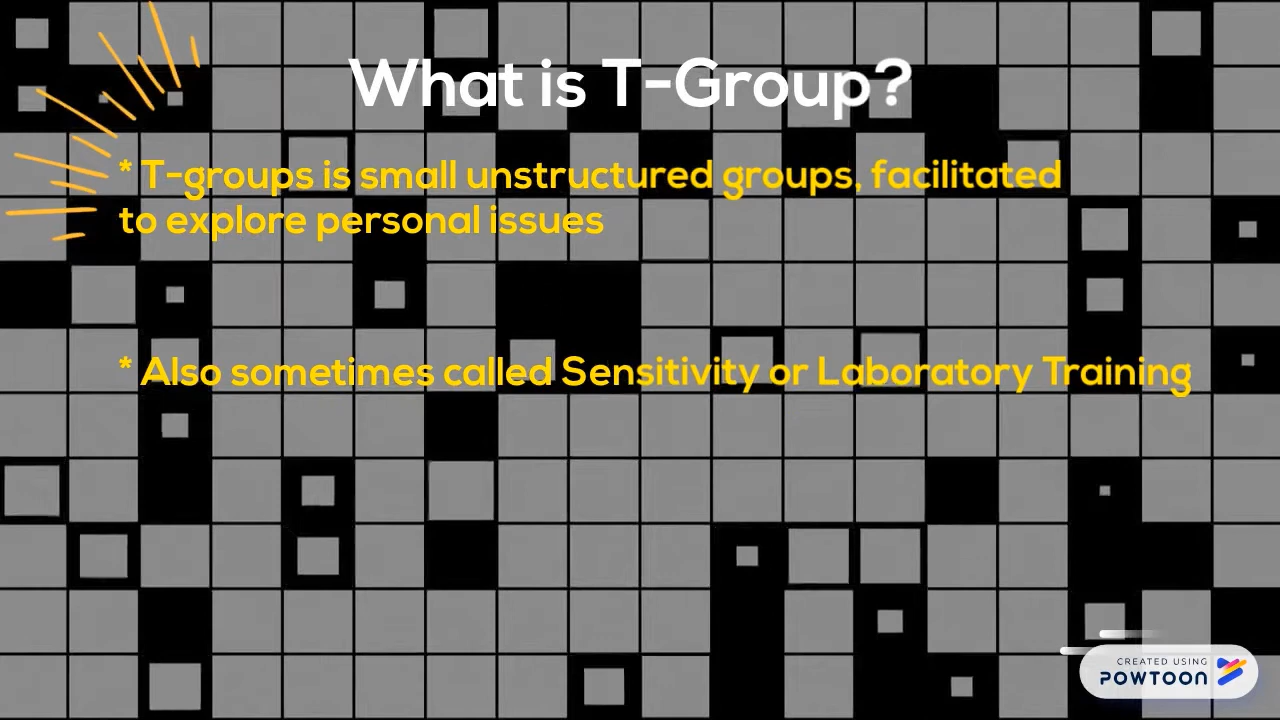 What is T-Group?
* T-groups is small unstructured groups, facilitated
to explore personal issues
* Also sometimes called Sensitivity or Laboratory Training
CREATED USING
POWTOON